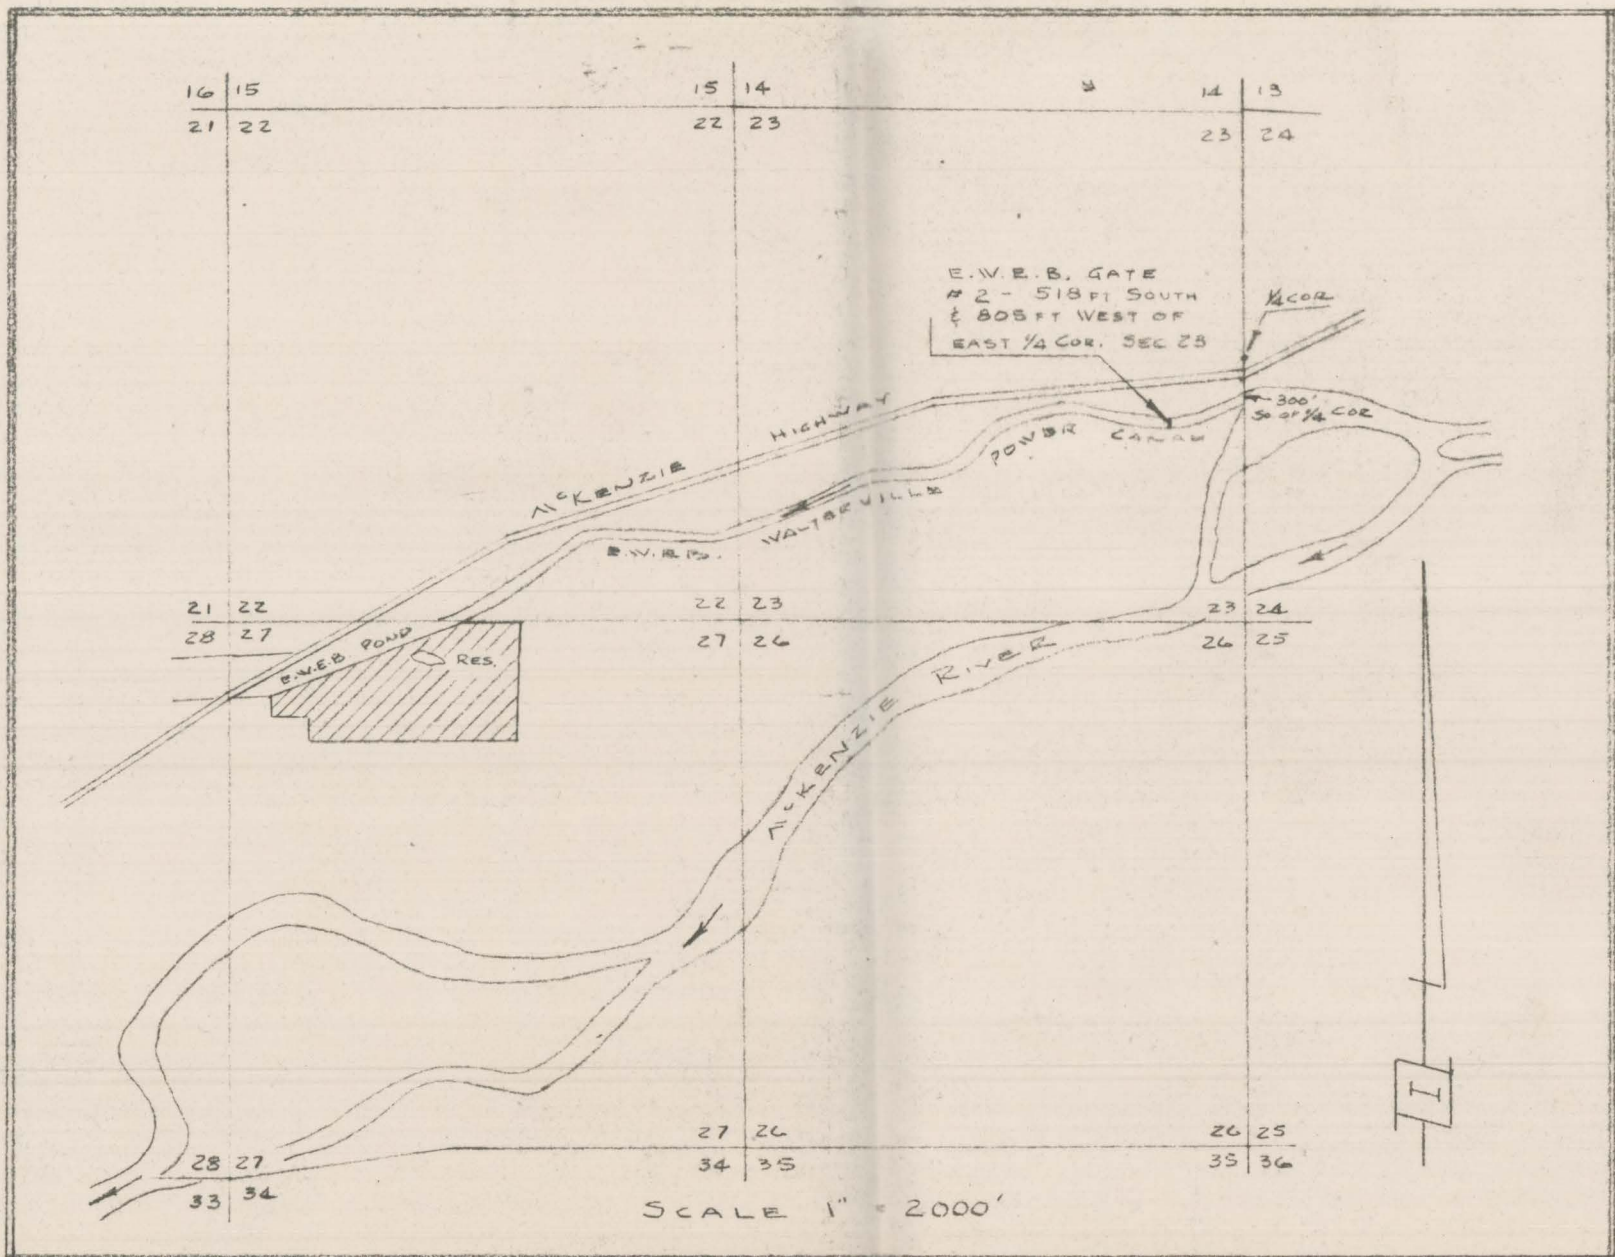 16 15
15 14
14 13
21 22
22 23
23 24
E.W.E.B. GATE
# 2 - 518 FT SOUTH
& 805 FT WEST OF
EAST 1/4 COR. SEC 23
1/4 COR
300'
SO OF 1/4 COR
McKENZIE HIGHWAY
E.W.E.B. WALTERVILLE POWER CANAL
21 22
22 23
23 24
28 27
27 26
26 25
E.W.E.B POND
RES.
McKENZIE RIVER
27 26
26 25
28 27
34 35
35 36
33 34
SCALE 1" = 2000'